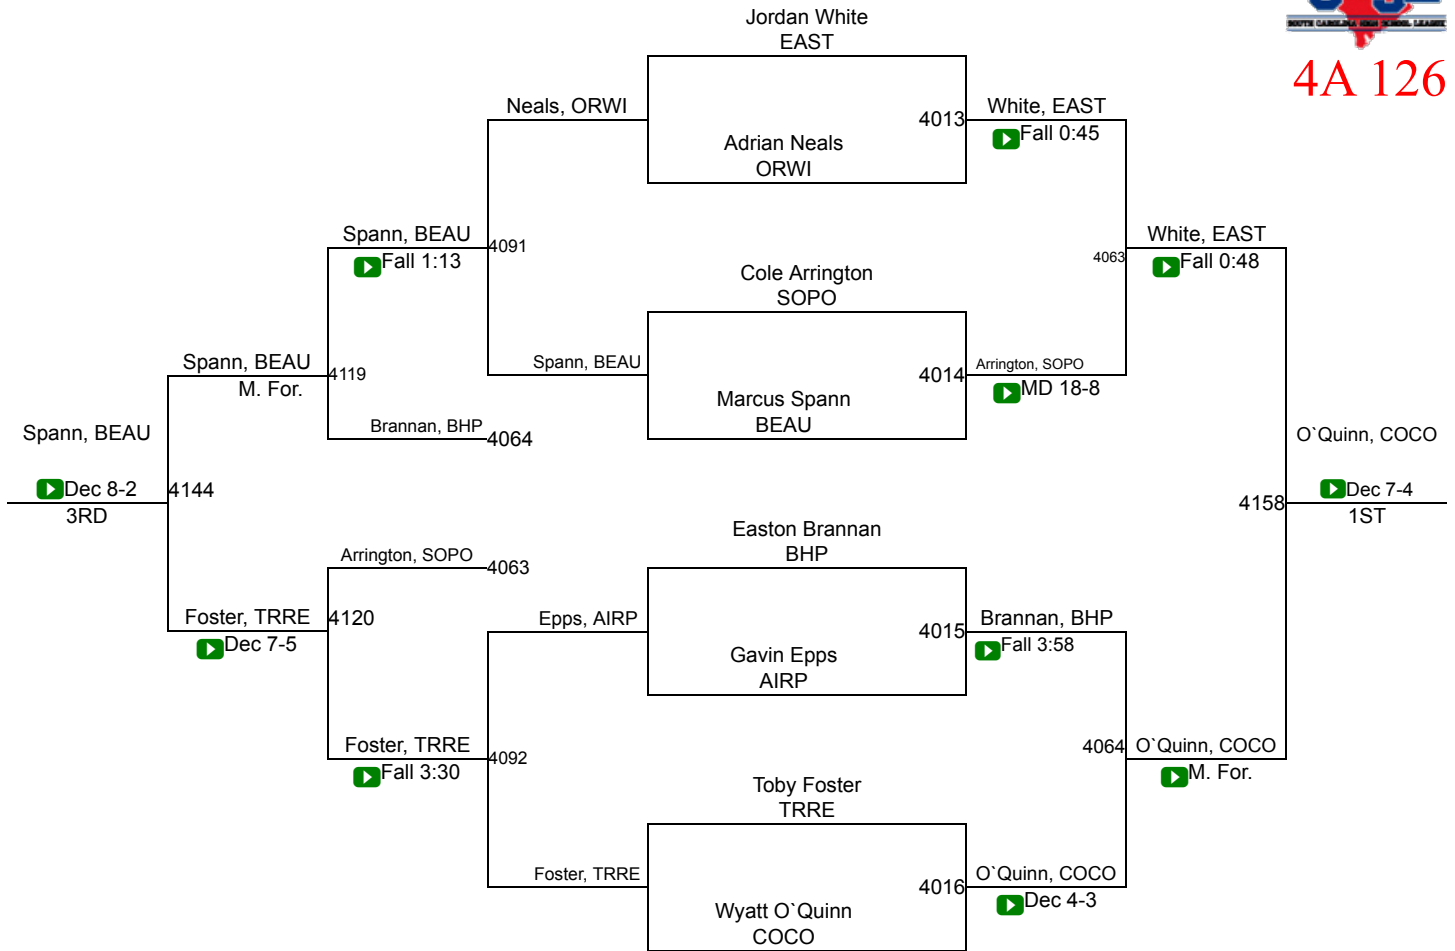 Jordan White
EAST
SOUTH CAROLINA HIGH SCHOOL LEAGUE
4A 126
Neals, ORWI
4013
White, EAST
Fall 0:45
Adrian Neals
ORWI
Spann, BEAU
4091
Fall 1:13
White, EAST
4063
Fall 0:48
Cole Arrington
SOPO
Spann, BEAU
4119
M. For.
Spann, BEAU
4014
Arrington, SOPO
MD 18-8
Marcus Spann
BEAU
Brannan, BHP
4064
Spann, BEAU
O`Quinn, COCO
Dec 8-2
4144
3RD
4158
Dec 7-4
1ST
Easton Brannan
BHP
Arrington, SOPO
4063
Foster, TRRE
4120
Dec 7-5
Epps, AIRP
4015
Brannan, BHP
Fall 3:58
Gavin Epps
AIRP
Foster, TRRE
4092
Fall 3:30
4064
O`Quinn, COCO
M. For.
Toby Foster
TRRE
Foster, TRRE
4016
O`Quinn, COCO
Dec 4-3
Wyatt O`Quinn
COCO